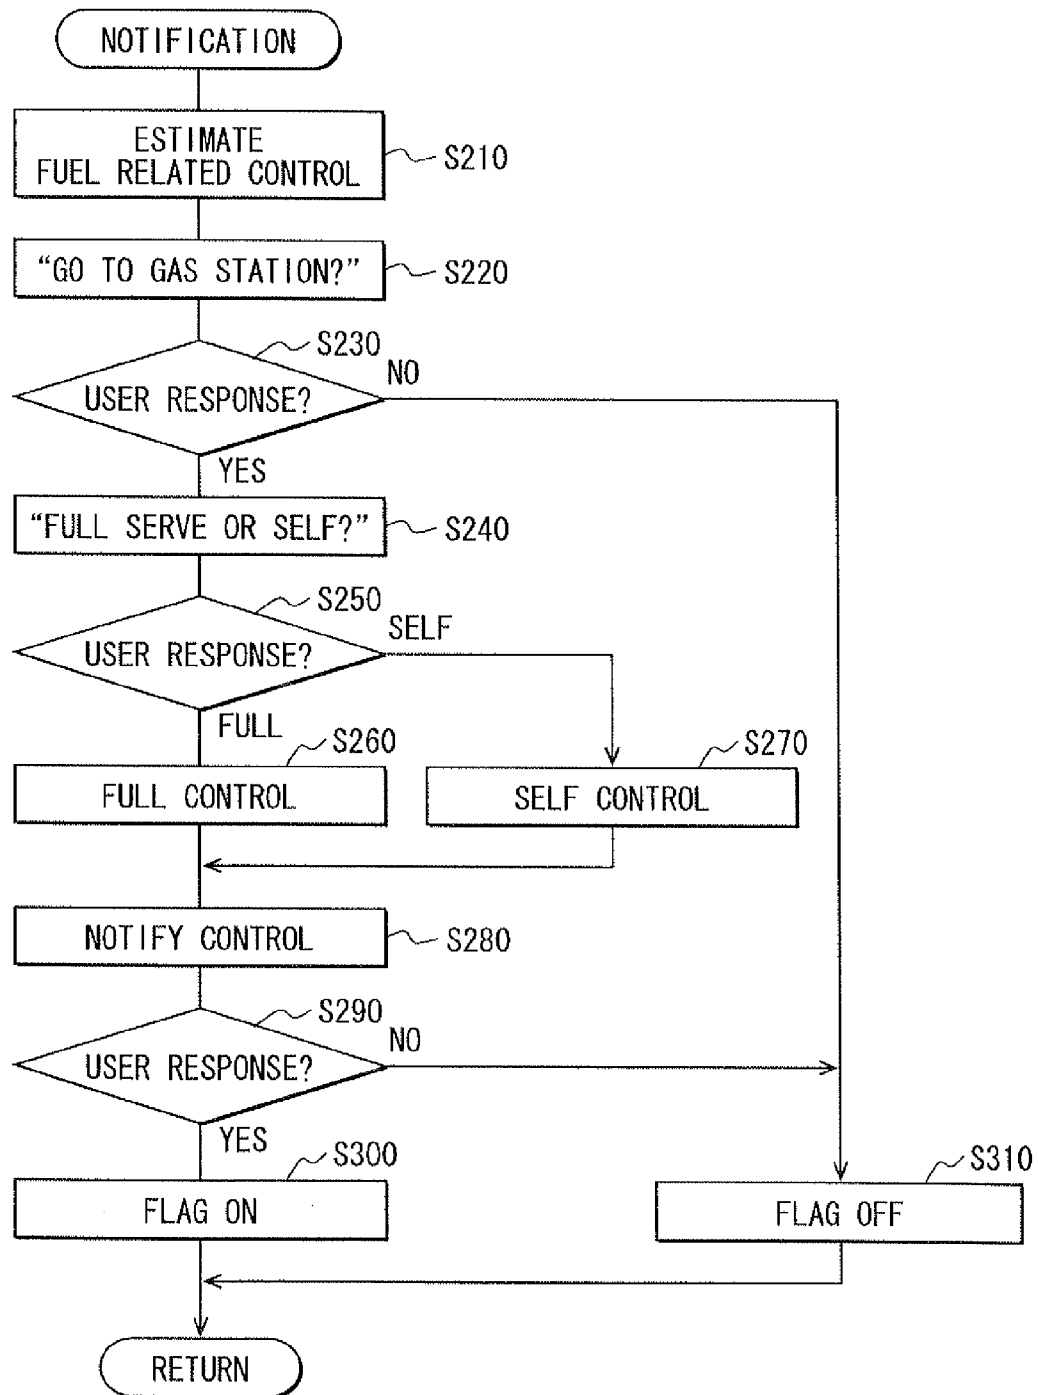 NOTIFICATION
ESTIMATE
FUEL RELATED CONTROL
S210
“GO TO GAS STATION?”
S220
S230
USER RESPONSE?
NO
YES
“FULL SERVE OR SELF?”
S240
S250
USER RESPONSE?
SELF
FULL
S260
FULL CONTROL
S270
SELF CONTROL
NOTIFY CONTROL
S280
S290
USER RESPONSE?
NO
YES
S300
FLAG ON
S310
FLAG OFF
RETURN